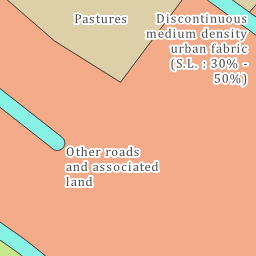 Pastures
Discontinuous
medium density
urban fabric
(S.L. : 30% -
50%)
Other roads
and associated
land